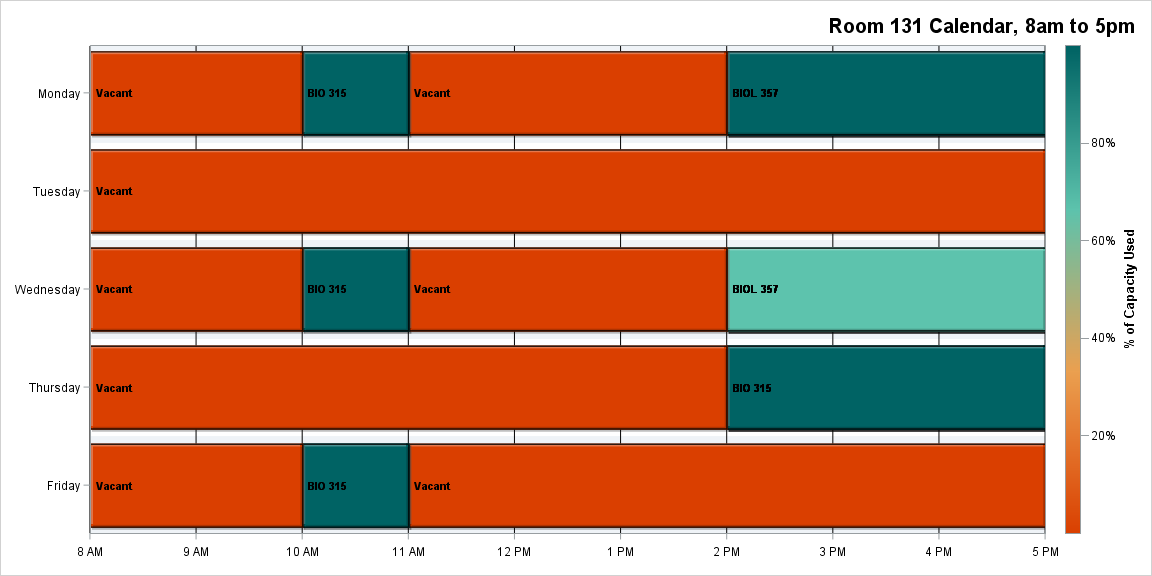 Room 131 Calendar, 8am to 5pm
Monday
Vacant
BIO 315
Vacant
BIOL 357
Tuesday
Vacant
Wednesday
Vacant
BIO 315
Vacant
BIOL 357
Thursday
Vacant
BIO 315
Friday
Vacant
BIO 315
Vacant
8 AM
9 AM
10 AM
11 AM
12 PM
1 PM
2 PM
3 PM
4 PM
5 PM
80%
60%
40%
20%
% of Capacity Used